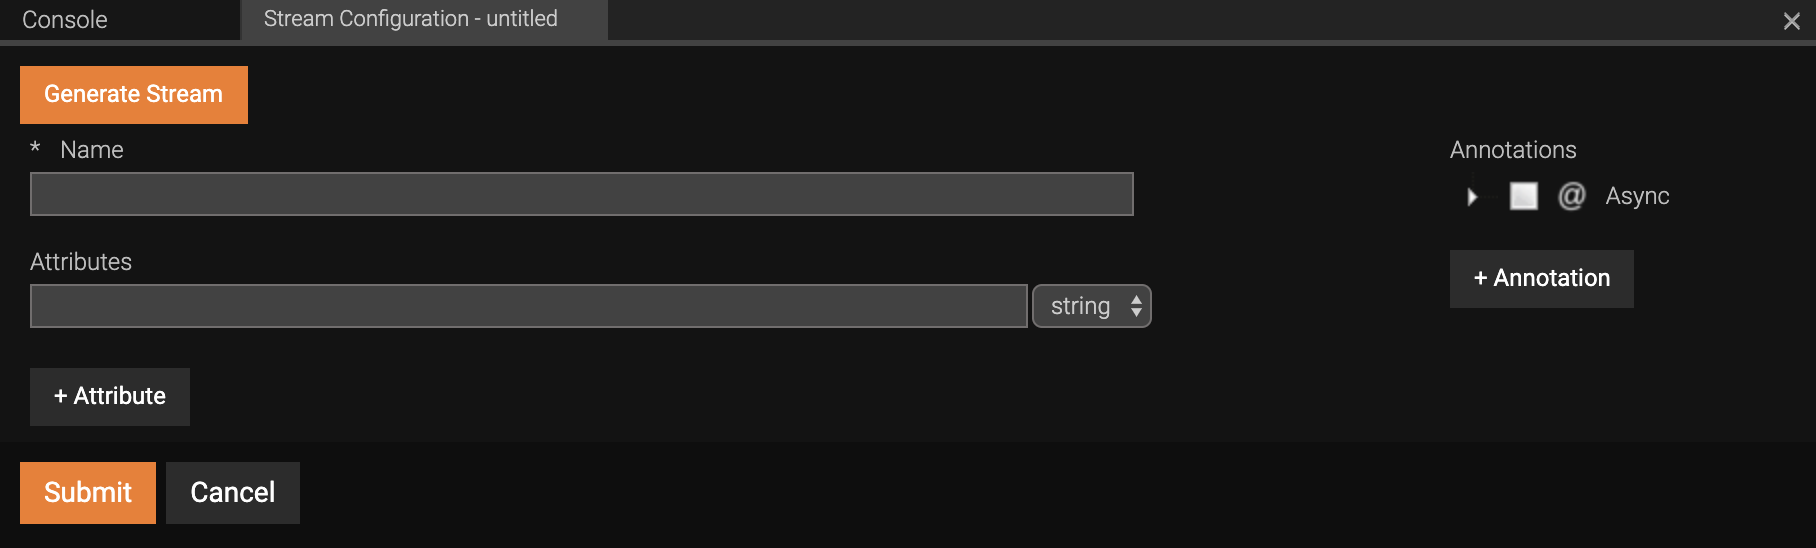 Console
Stream Configuration - untitled
Generate Stream
* Name
Annotations
@ Async
Attributes
string
+ Annotation
+ Attribute
Submit
Cancel